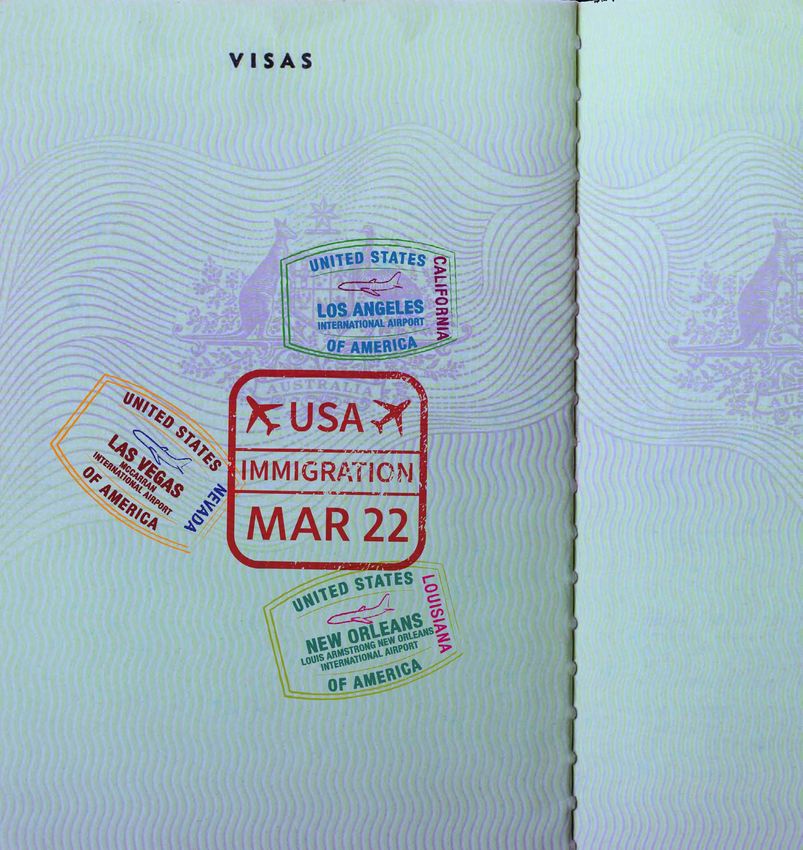 VISAS
UNITED STATES
LOS ANGELES
INTERNATIONAL AIRPORT
OF AMERICA
CALIFORNIA
AUSTRALIA
USA
IMMIGRATION
MAR 22
UNITED STATES
LAS VEGAS
MCCARRAN
INTERNATIONAL AIRPORT
OF AMERICA
NEVADA
UNITED STATES
NEW ORLEANS
LOUIS ARMSTRONG NEW ORLEANS
INTERNATIONAL AIRPORT
OF AMERICA
LOUISIANA